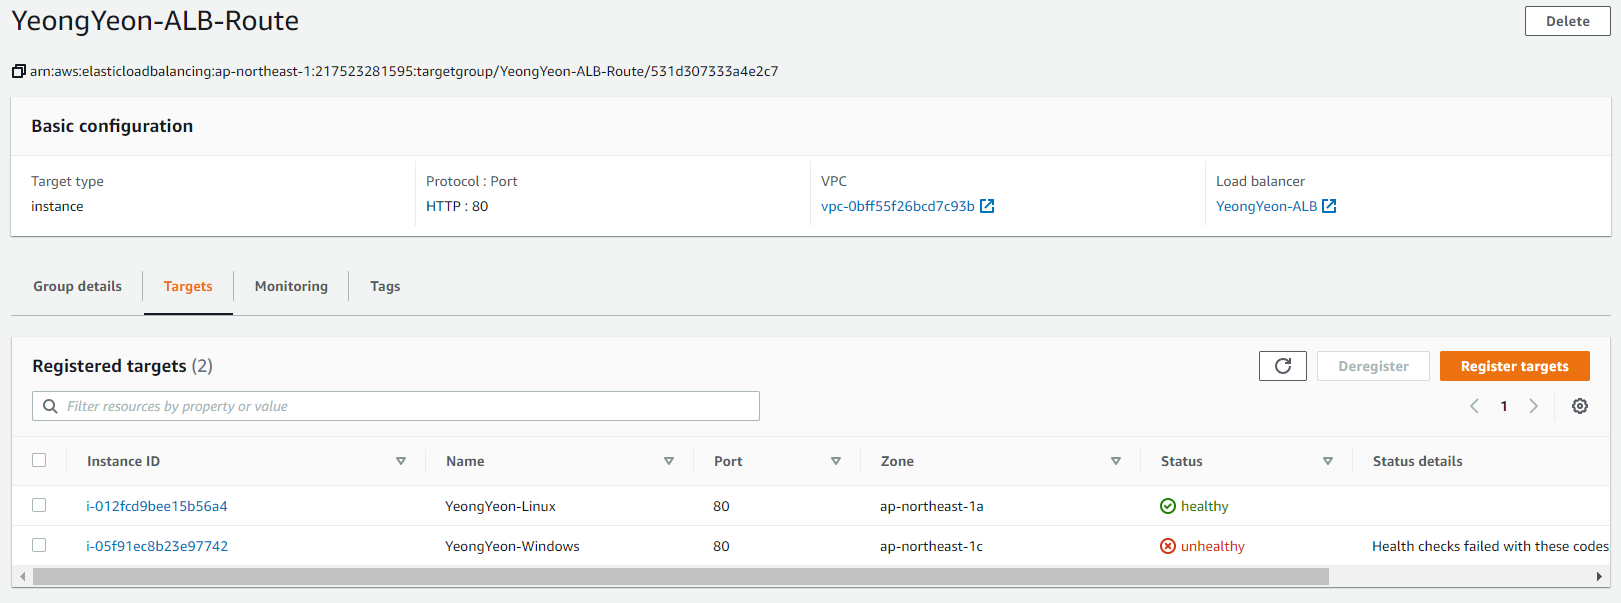 YeongYeon-ALB-Route
Delete
arn:aws:elasticloadbalancing:ap-northeast-1:217523281595:targetgroup/YeongYeon-ALB-Route/531d307333a4e2c7
Basic configuration
Target type
Protocol : Port
VPC
Load balancer
instance
HTTP : 80
vpc-0bff55f26bcd7c93b
YeongYeon-ALB
Group details
Targets
Monitoring
Tags
Registered targets (2)
Deregister
Register targets
Filter resources by property or value
1
Instance ID
Name
Port
Zone
Status
Status details
i-012fcd9bee15b56a4
YeongYeon-Linux
80
ap-northeast-1a
healthy
i-05f91ec8b23e97742
YeongYeon-Windows
80
ap-northeast-1c
unhealthy
Health checks failed with these codes